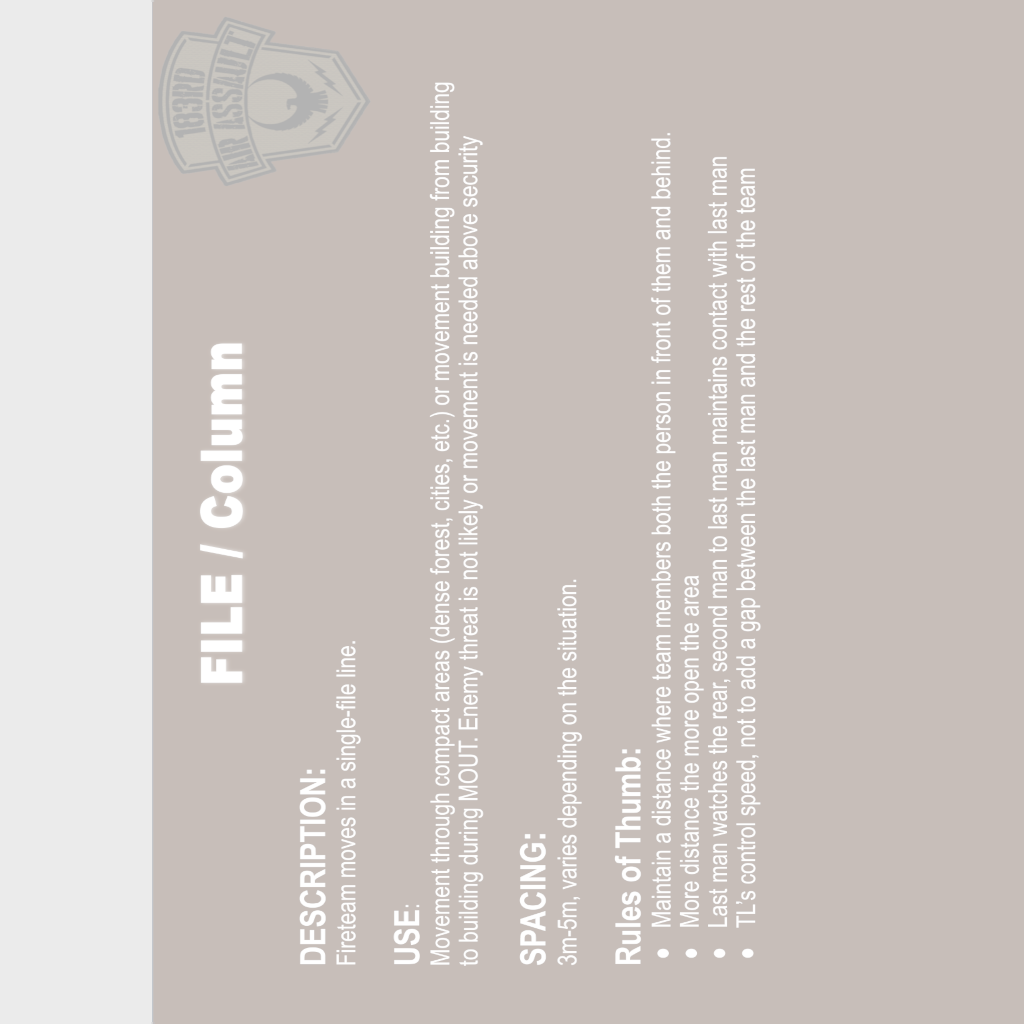 183RD
AIR ASSAULT
FILE / Column
DESCRIPTION:
Fireteam moves in a single-file line.
USE:
Movement through compact areas (dense forest, cities, etc.) or movement building from building
to building during MOUT. Enemy threat is not likely or movement is needed above security
SPACING:
3m-5m, varies depending on the situation.
Rules of Thumb:
• Maintain a distance where team members both the person in front of them and behind.
• More distance the more open the area
• Last man watches the rear, second man to last man maintains contact with last man
• TL's control speed, not to add a gap between the last man and the rest of the team